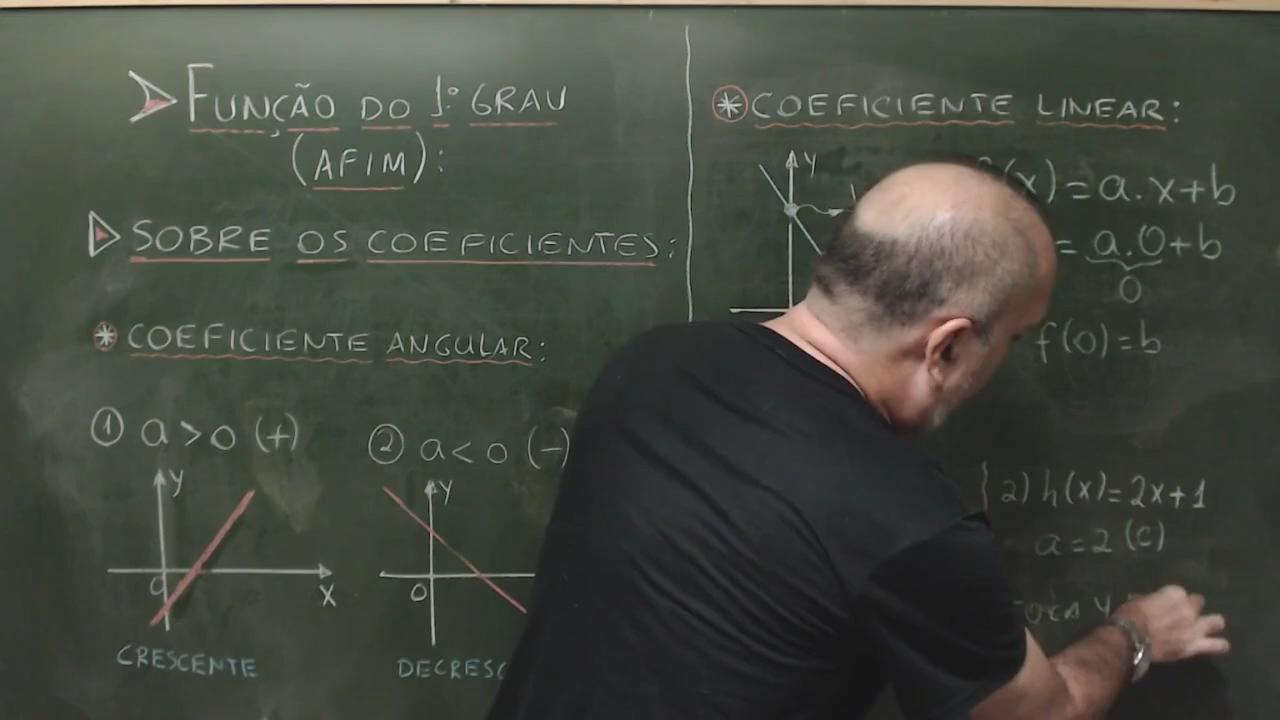 FUNÇÃO DO 1º GRAU
(AFIM):
SOBRE OS COEFICIENTES:
* COEFICIENTE ANGULAR:
① a > 0 (+)
y
0
x
CRESCENTE
② a < 0 (-)
y
0
* COEFICIENTE LINEAR:
y
(x) = a.x+b
= a.0+b
0
f(0) = b
2) h(x) = 2x+1
a = 2 (C)